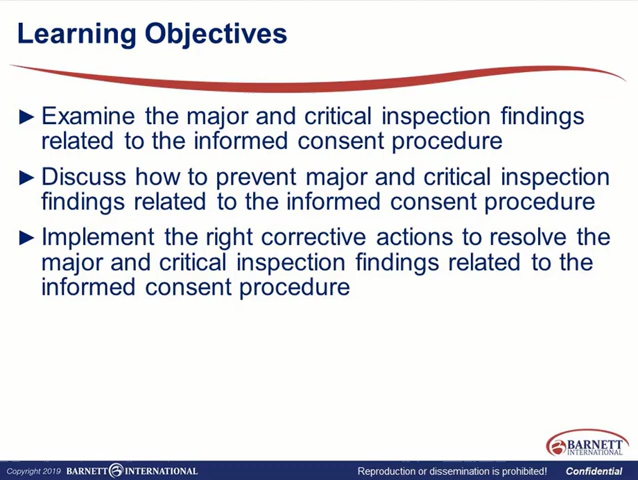 Learning Objectives
► Examine the major and critical inspection findings
related to the informed consent procedure
► Discuss how to prevent major and critical inspection
findings related to the informed consent procedure
► Implement the right corrective actions to resolve the
major and critical inspection findings related to the
informed consent procedure
BARNETT
INTERNATIONAL
Copyright 2019 BARNETT INTERNATIONAL Reproduction or dissemination is prohibited! Confidential